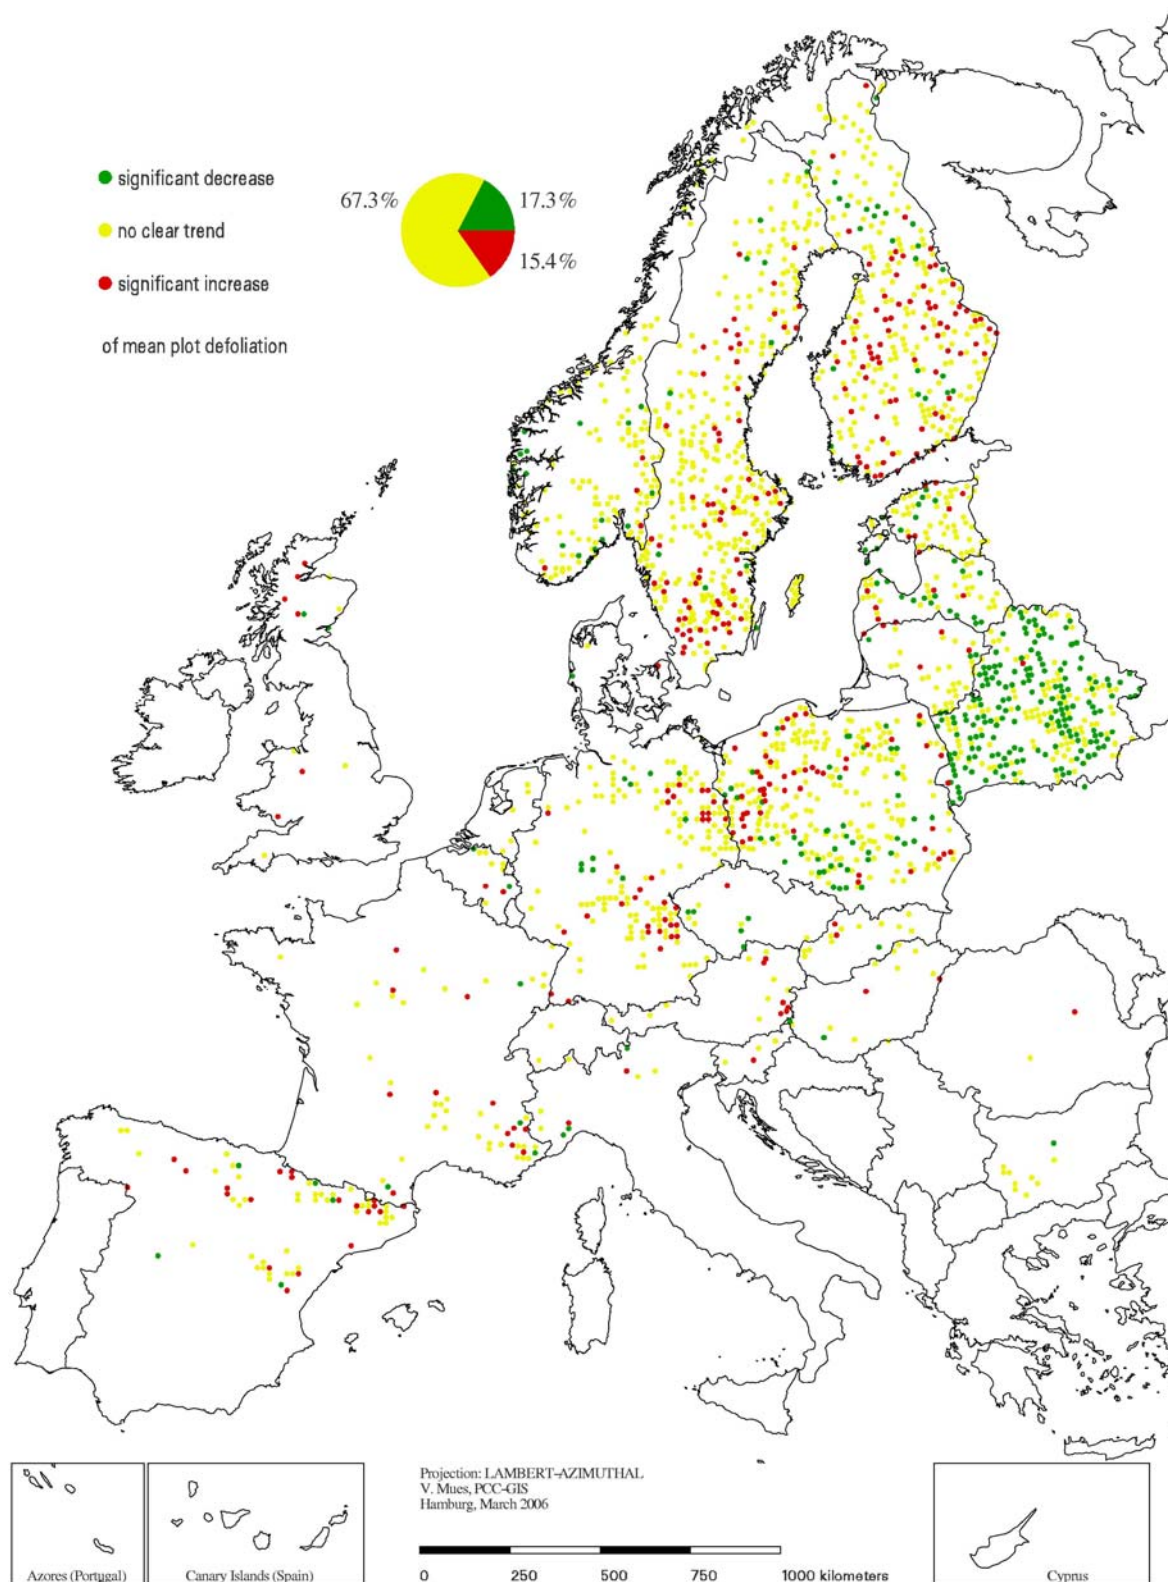 significant decrease
no clear trend
significant increase
of mean plot defoliation
67.3%
17.3%
15.4%
Projection: LAMBERT-AZIMUTHAL
V. Mues, PCC-GIS
Hamburg, March 2006
0 250 500 750 1000 kilometers
Azores (Portugal)
Canary Islands (Spain)
Cyprus